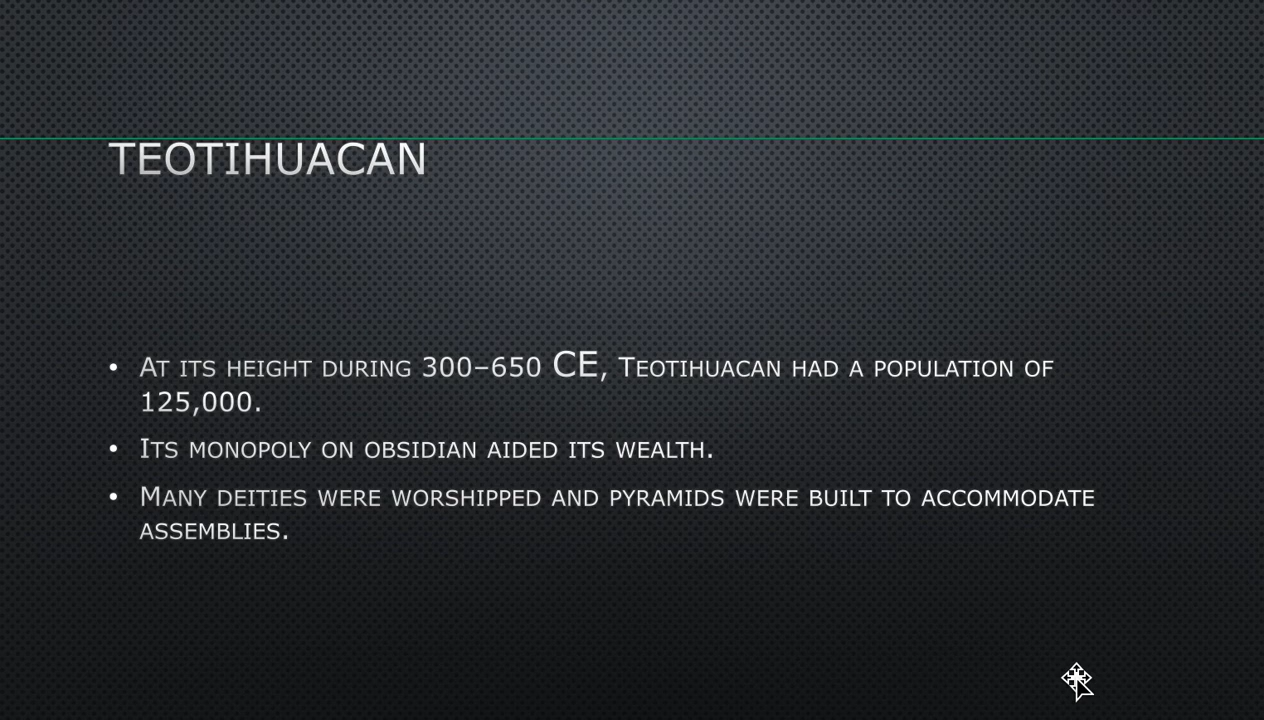 TEOTIHUACAN
• At its height during 300–650 CE, Teotihuacan had a population of
125,000.
• Its monopoly on obsidian aided its wealth.
• Many deities were worshipped and pyramids were built to accommodate
assemblies.